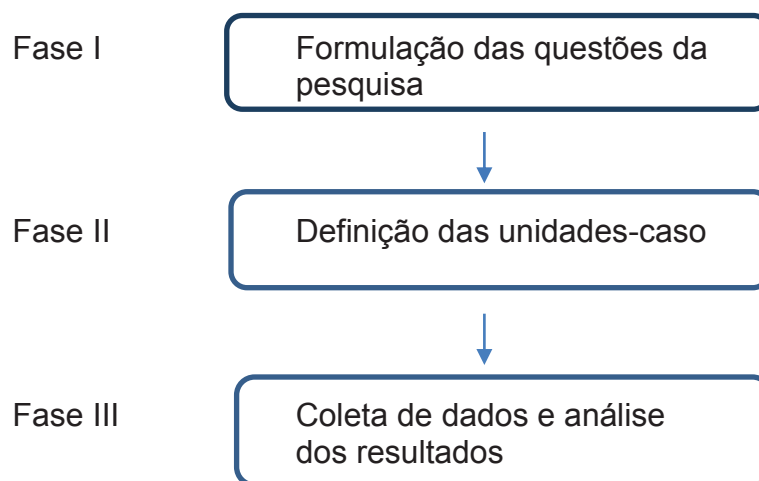 Fase I
Formulação das questões da
pesquisa
Fase II
Definição das unidades-caso
Fase III
Coleta de dados e análise
dos resultados